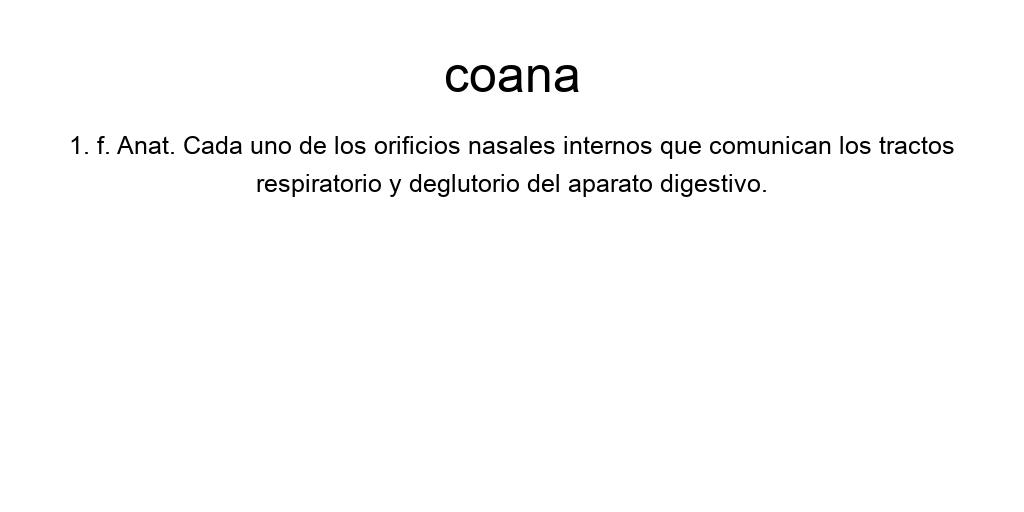 coana
1. f. Anat. Cada uno de los orificios nasales internos que comunican los tractos
respiratorio y deglutorio del aparato digestivo.